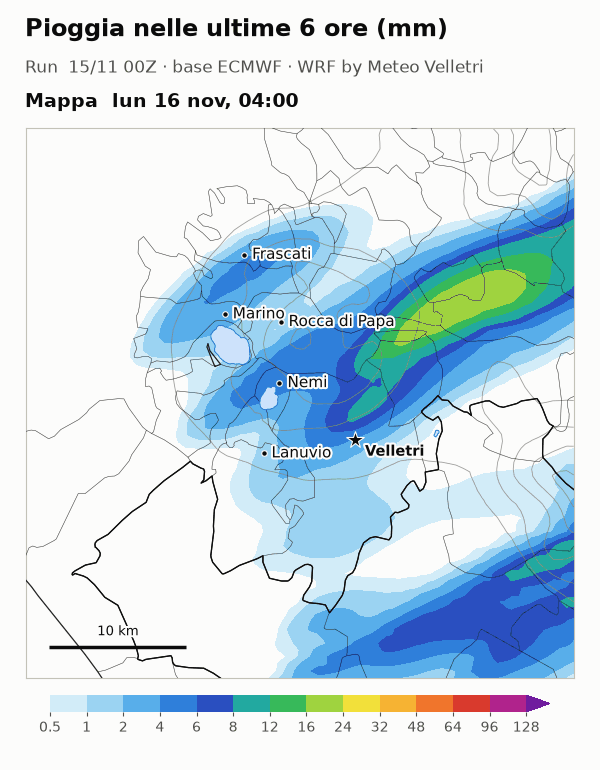 Pioggia nelle ultime 6 ore (mm)
Run  15/11 00Z · base ECMWF · WRF by Meteo Velletri
Mappa  lun 16 nov, 04:00
Frascati
Marino
Rocca di Papa
Nemi
Velletri
Lanuvio
10 km
0.5 1 2 4 6 8 12 16 24 32 48 64 96 128